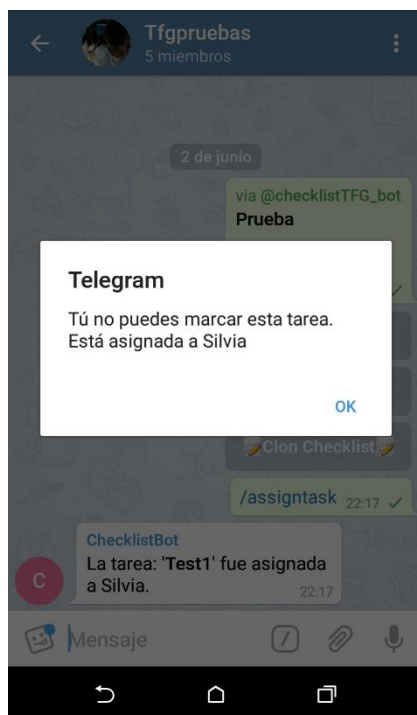 Tfgpruebas
5 miembros
2 de junio
via @checklistTFG_bot
Prueba
Telegram
Tú no puedes marcar esta tarea.
Está asignada a Silvia
OK
📝Clon Checklist📝
/assigntask 22:17
ChecklistBot
La tarea: 'Test1' fue asignada
a Silvia.
22:17
C
Mensaje